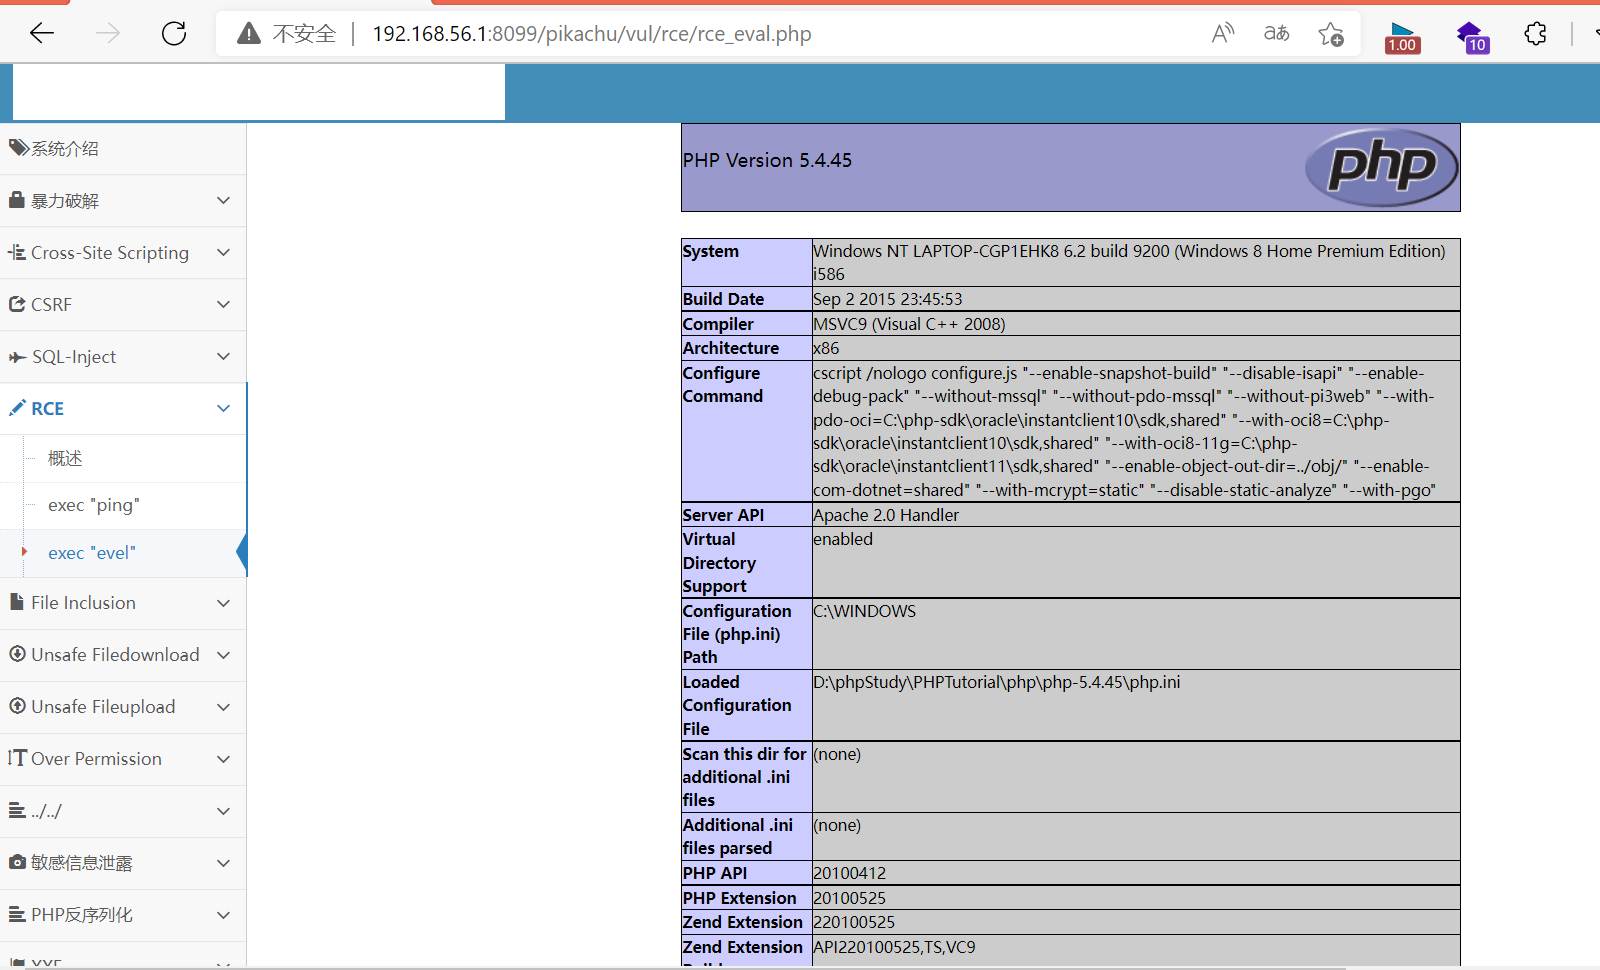 不安全 192.168.56.1:8099/pikachu/vul/rce/rce_eval.php
A aあ 1.00 10
系统介绍
暴力破解
Cross-Site Scripting
CSRF
SQL-Inject
RCE
概述
exec "ping"
exec "evel"
File Inclusion
Unsafe Filedownload
Unsafe Fileupload
Over Permission
../../
敏感信息泄露
PHP反序列化
PHP Version 5.4.45
php
System Windows NT LAPTOP-CGP1EHK8 6.2 build 9200 (Windows 8 Home Premium Edition)
i586
Build Date Sep 2 2015 23:45:53
Compiler MSVC9 (Visual C++ 2008)
Architecture x86
Configure cscript /nologo configure.js "--enable-snapshot-build" "--disable-isapi" "--enable-
Command debug-pack" "--without-mssql" "--without-pdo-mssql" "--without-pi3web" "--with-
pdo-oci=C:\php-sdk\oracle\instantclient10\sdk,shared" "--with-oci8=C:\php-
sdk\oracle\instantclient10\sdk,shared" "--with-oci8-11g=C:\php-
sdk\oracle\instantclient11\sdk,shared" "--enable-object-out-dir=../obj/" "--enable-
com-dotnet=shared" "--with-mcrypt=static" "--disable-static-analyze" "--with-pgo"
Server API Apache 2.0 Handler
Virtual enabled
Directory
Support
Configuration C:\WINDOWS
File (php.ini)
Path
Loaded D:\phpStudy\PHPTutorial\php\php-5.4.45\php.ini
Configuration
File
Scan this dir for (none)
additional .ini
files
Additional .ini (none)
files parsed
PHP API 20100412
PHP Extension 20100525
Zend Extension 220100525
Zend Extension API220100525,TS,VC9